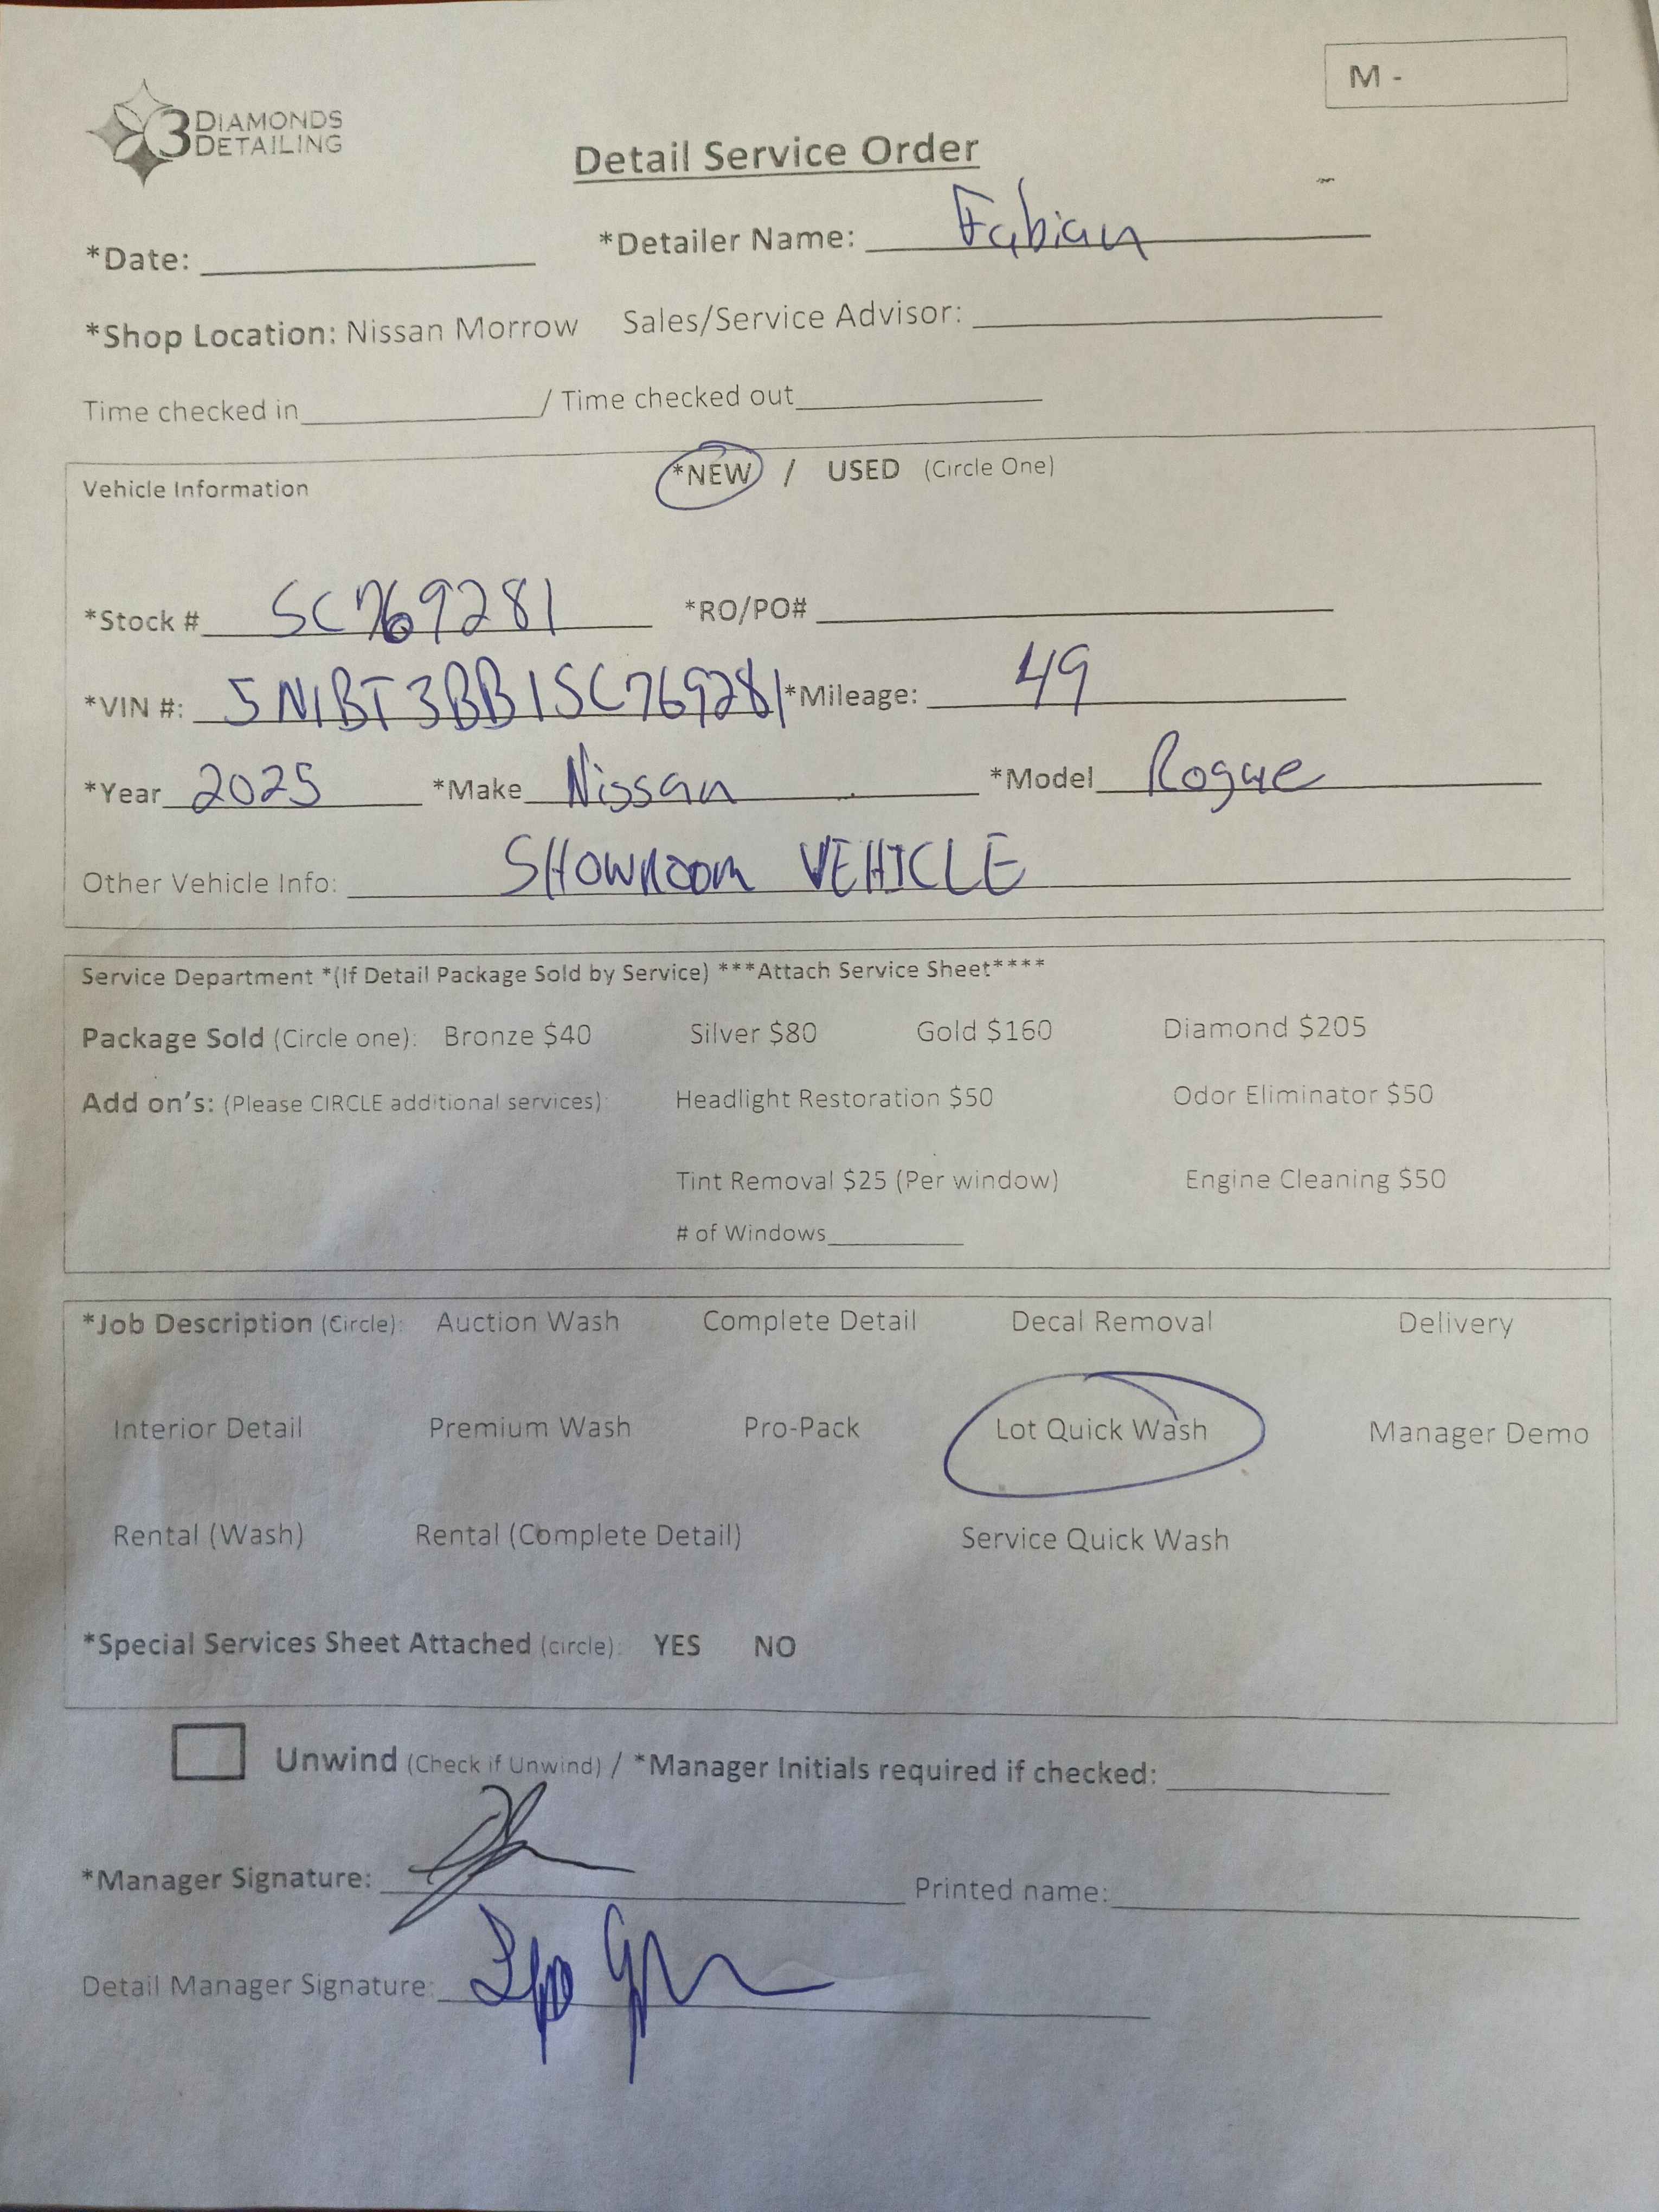 M -
3 DIAMONDS
DETAILING
Detail Service Order
*Date: *Detailer Name: Fabian
*Shop Location: Nissan Morrow Sales/Service Advisor:
Time checked in / Time checked out
Vehicle Information *NEW / USED (Circle One)
*Stock # SC769281 *RO/PO#
*VIN #: 5N1BT3BB1SC769281 *Mileage: 49
*Year 2025 *Make Nissan *Model Rogue
Other Vehicle Info: SHOWROOM VEHICLE
Service Department *(If Detail Package Sold by Service) ***Attach Service Sheet****
Package Sold (Circle one): Bronze $40 Silver $80 Gold $160 Diamond $205
Add on's: (Please CIRCLE additional services): Headlight Restoration $50 Odor Eliminator $50
Tint Removal $25 (Per window) Engine Cleaning $50
# of Windows
*Job Description (Circle): Auction Wash Complete Detail Decal Removal Delivery
Interior Detail Premium Wash Pro-Pack Lot Quick Wash Manager Demo
Rental (Wash) Rental (Complete Detail) Service Quick Wash
*Special Services Sheet Attached (circle): YES NO
Unwind (Check if Unwind) / *Manager Initials required if checked:
*Manager Signature: Printed name:
Detail Manager Signature: